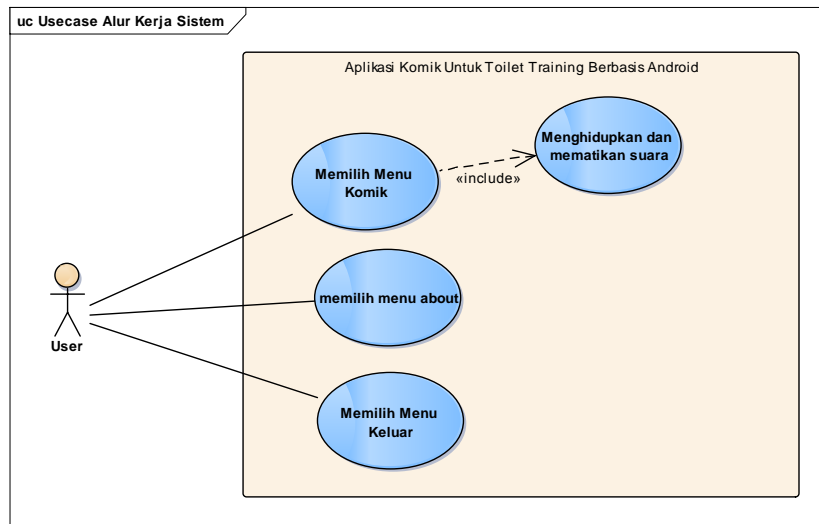 uc Usecase Alur Kerja Sistem
Aplikasi Komik Untuk Toilet Training Berbasis Android
Menghidupkan dan
mematikan suara
Memilih Menu
Komik
«include»
memilih menu about
User
Memilih Menu
Keluar